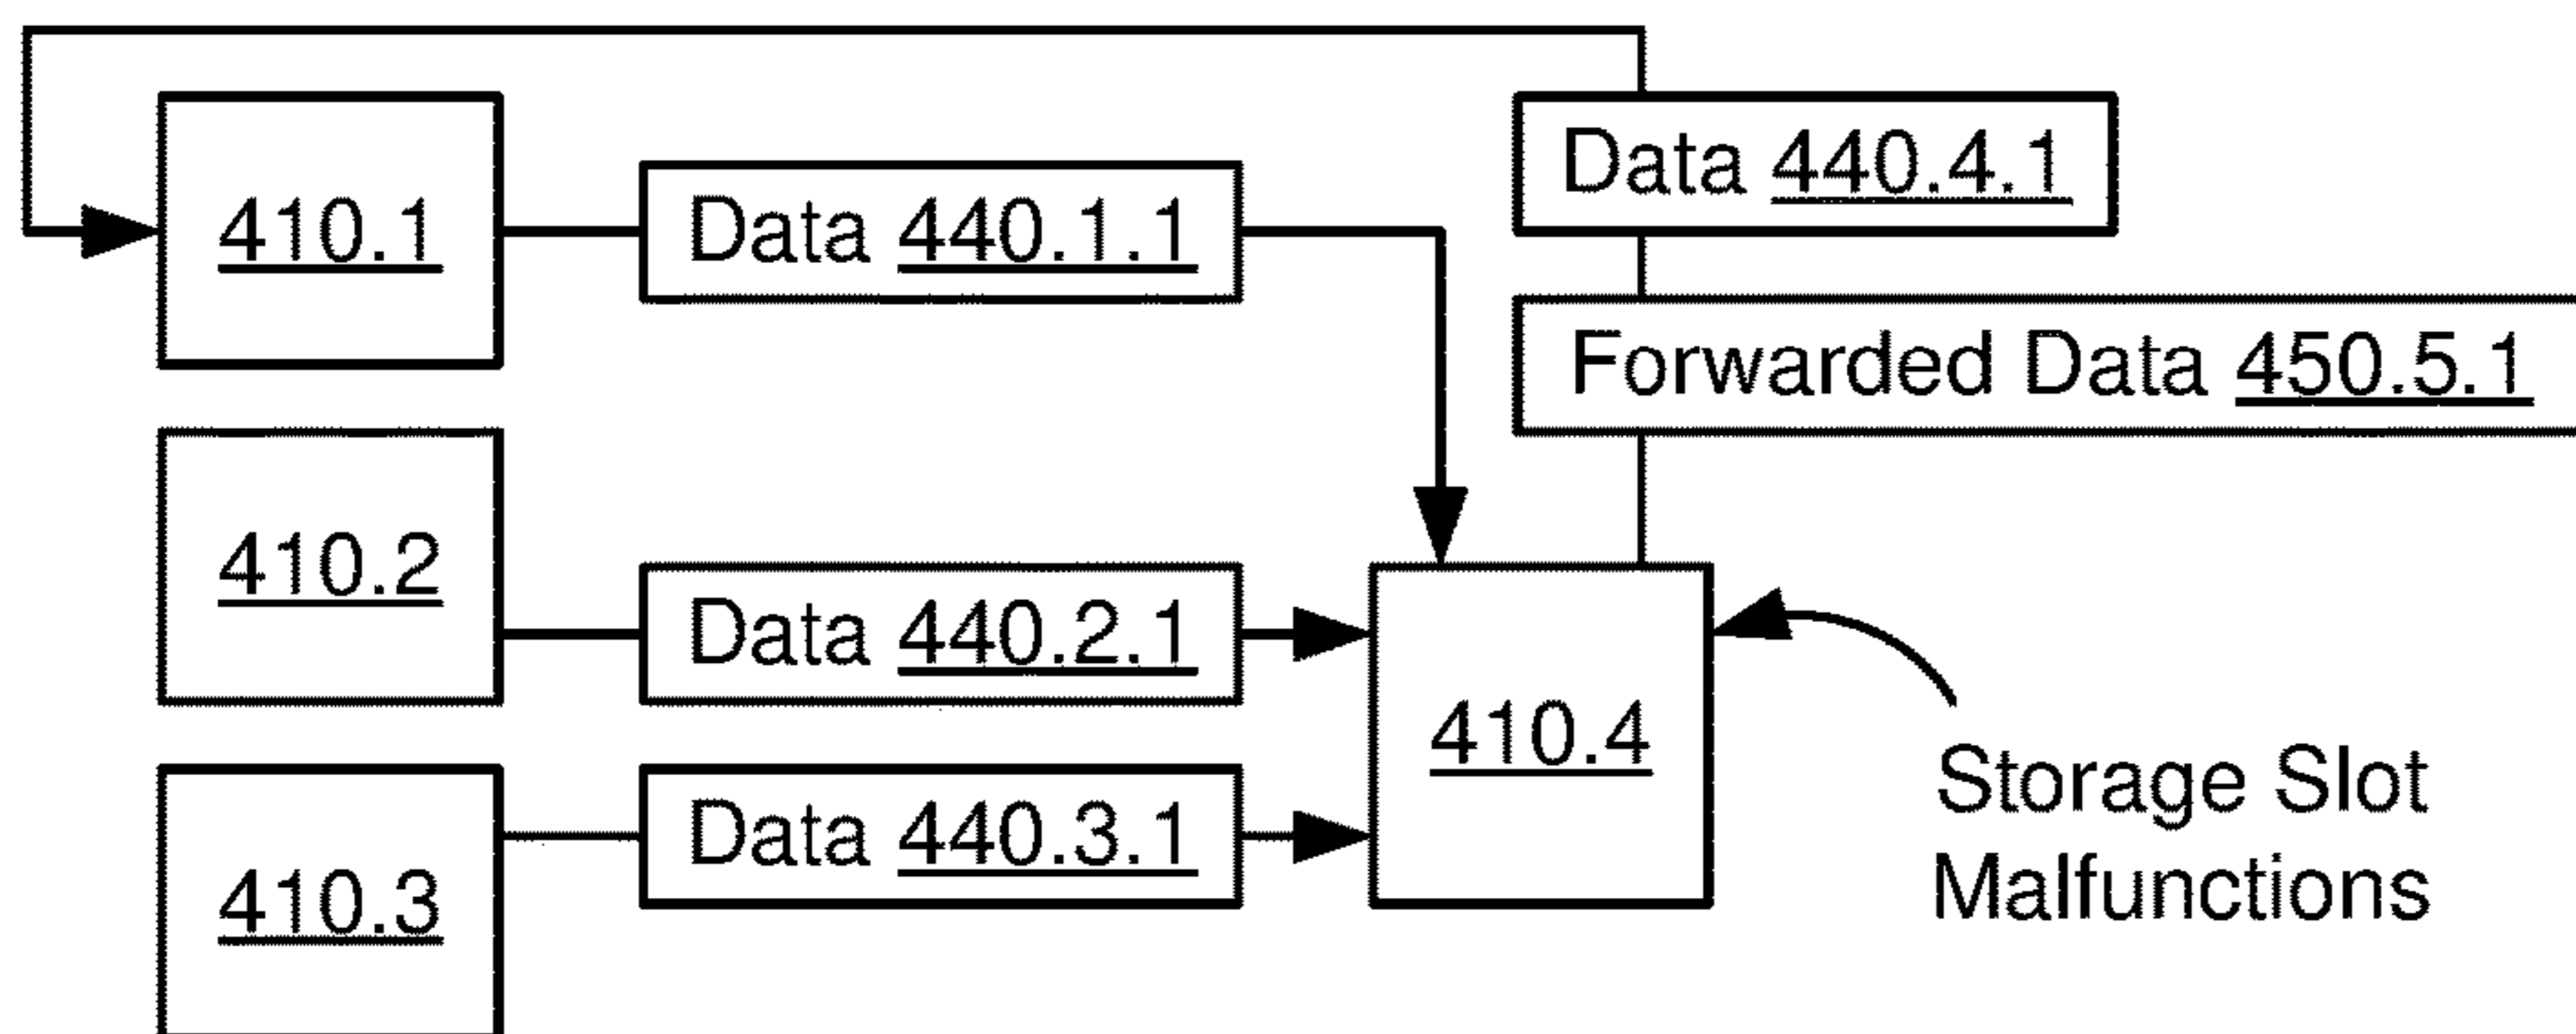 410.1
Data 440.1.1
Data 440.4.1
Forwarded Data 450.5.1
410.2
Data 440.2.1
410.3
Data 440.3.1
410.4
Storage Slot
Malfunctions